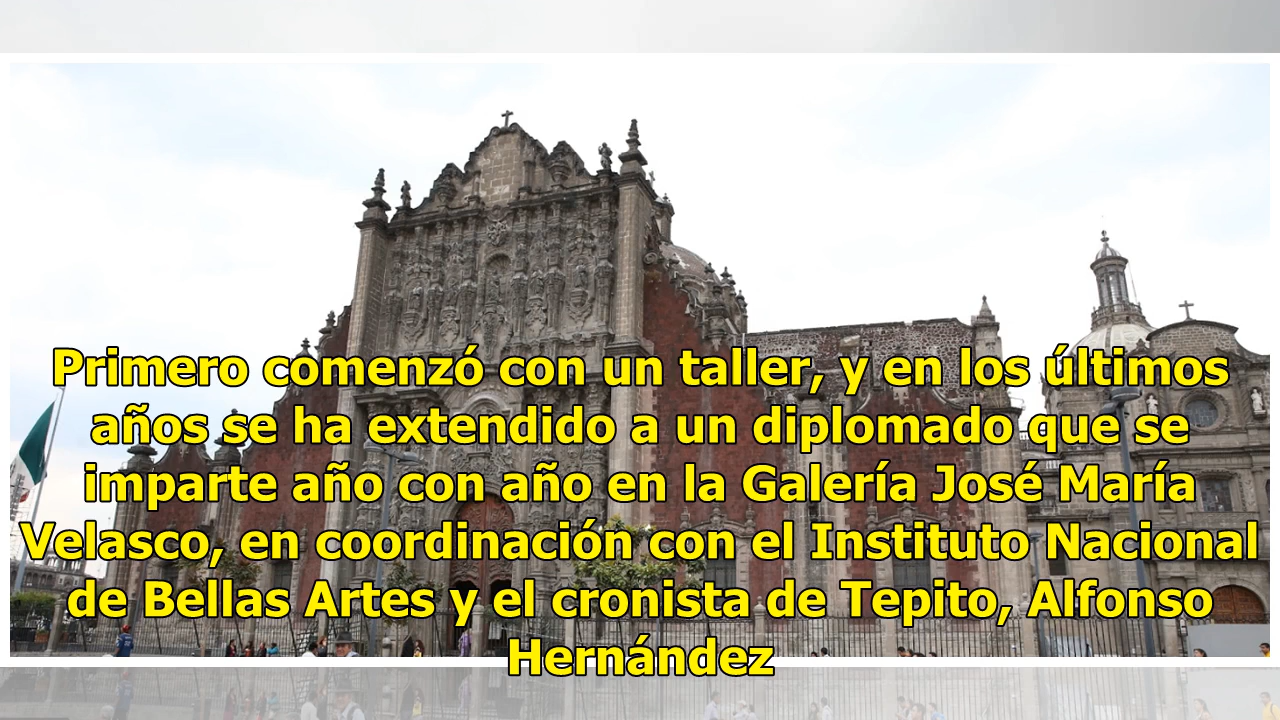 Primero comenzó con un taller, y en los últimos
años se ha extendido a un diplomado que se
imparte año con año en la Galería José María
Velasco, en coordinación con el Instituto Nacional
de Bellas Artes y el cronista de Tepito, Alfonso
Hernández